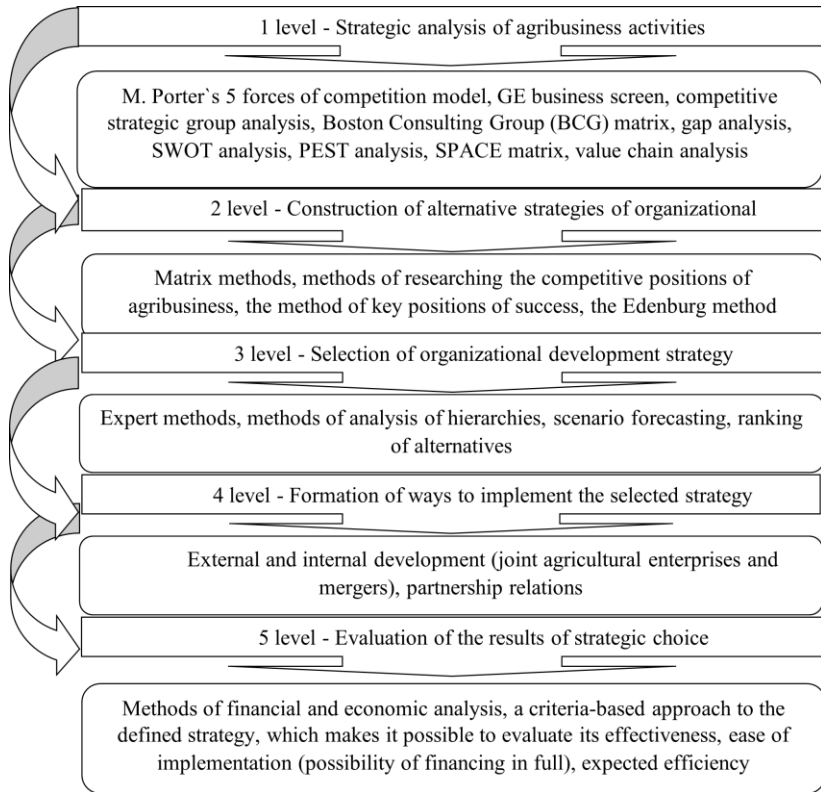 1 level - Strategic analysis of agribusiness activities
M. Porter`s 5 forces of competition model, GE business screen, competitive
strategic group analysis, Boston Consulting Group (BCG) matrix, gap analysis,
SWOT analysis, PEST analysis, SPACE matrix, value chain analysis
2 level - Construction of alternative strategies of organizational
Matrix methods, methods of researching the competitive positions of
agribusiness, the method of key positions of success, the Edenburg method
3 level - Selection of organizational development strategy
Expert methods, methods of analysis of hierarchies, scenario forecasting, ranking
of alternatives
4 level - Formation of ways to implement the selected strategy
External and internal development (joint agricultural enterprises and
mergers), partnership relations
5 level - Evaluation of the results of strategic choice
Methods of financial and economic analysis, a criteria-based approach to the
defined strategy, which makes it possible to evaluate its effectiveness, ease of
implementation (possibility of financing in full), expected efficiency